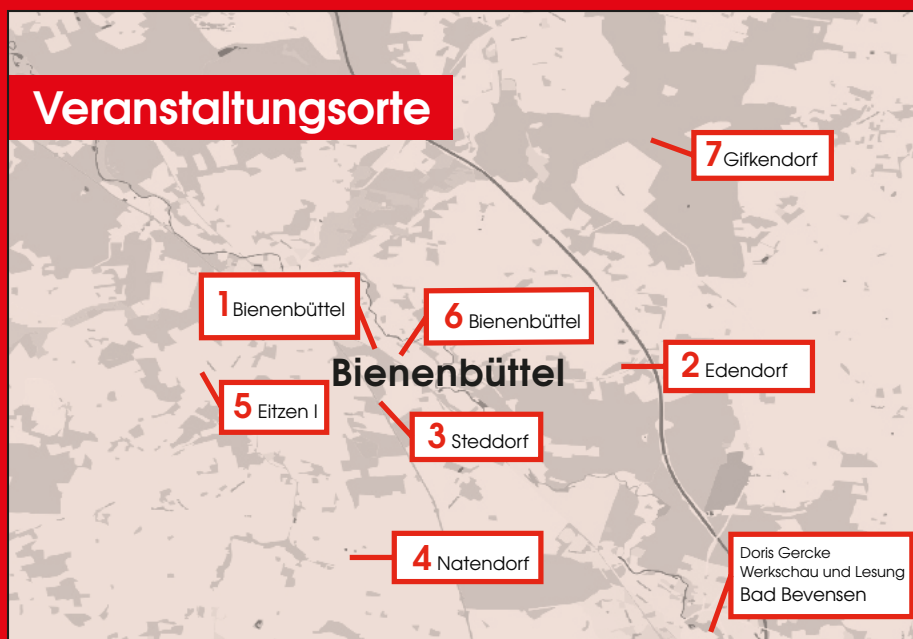 Veranstaltungsorte
7 Gifkendorf
1 Bienenbüttel
6 Bienenbüttel
Bienenbüttel
2 Edendorf
5 Eitzen I
3 Steddorf
4 Natendorf
Doris Gercke
Werkschau und Lesung
Bad Bevensen